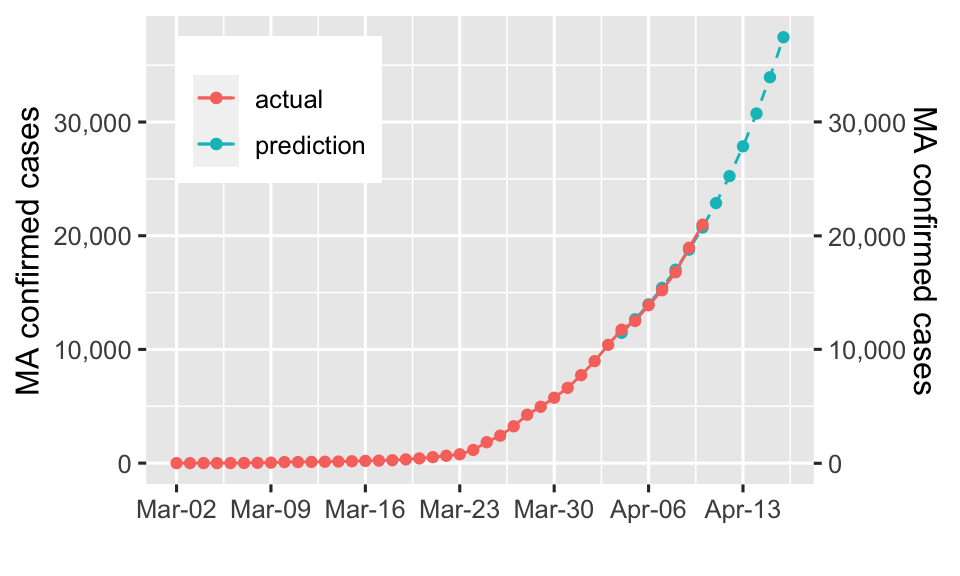 MA confirmed cases
actual
prediction
30,000
20,000
10,000
0
30,000
20,000
10,000
0
MA confirmed cases
Mar-02 Mar-09 Mar-16 Mar-23 Mar-30 Apr-06 Apr-13